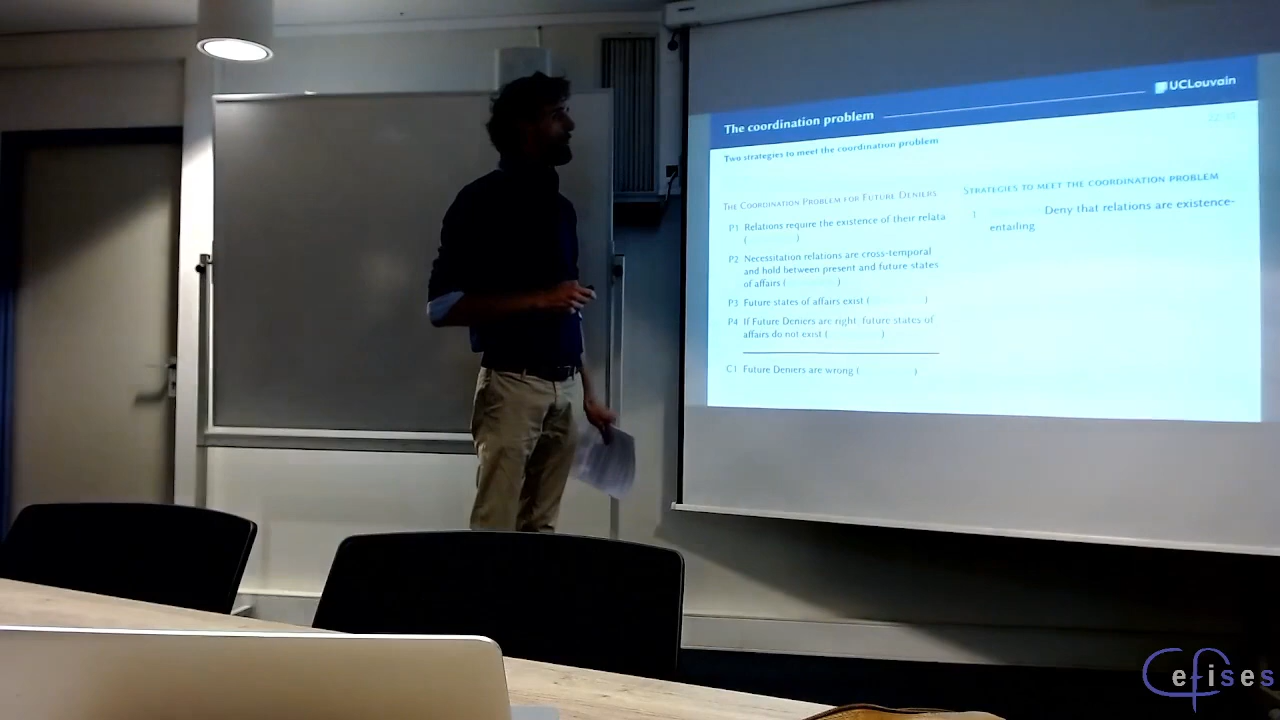 UCLouvain
The coordination problem
Two strategies to meet the coordination problem
The Coordination Problem for Future Deniers
P1 Relations require the existence of their relata
( )
P2 Necessitation relations are cross-temporal
and hold between present and future states
of affairs ( )
P3 Future states of affairs exist ( )
P4 If Future Deniers are right future states of
affairs do not exist ( )
C1 Future Deniers are wrong ( )
Strategies to meet the coordination problem
1 Deny that relations are existence-
entailing
Cefises